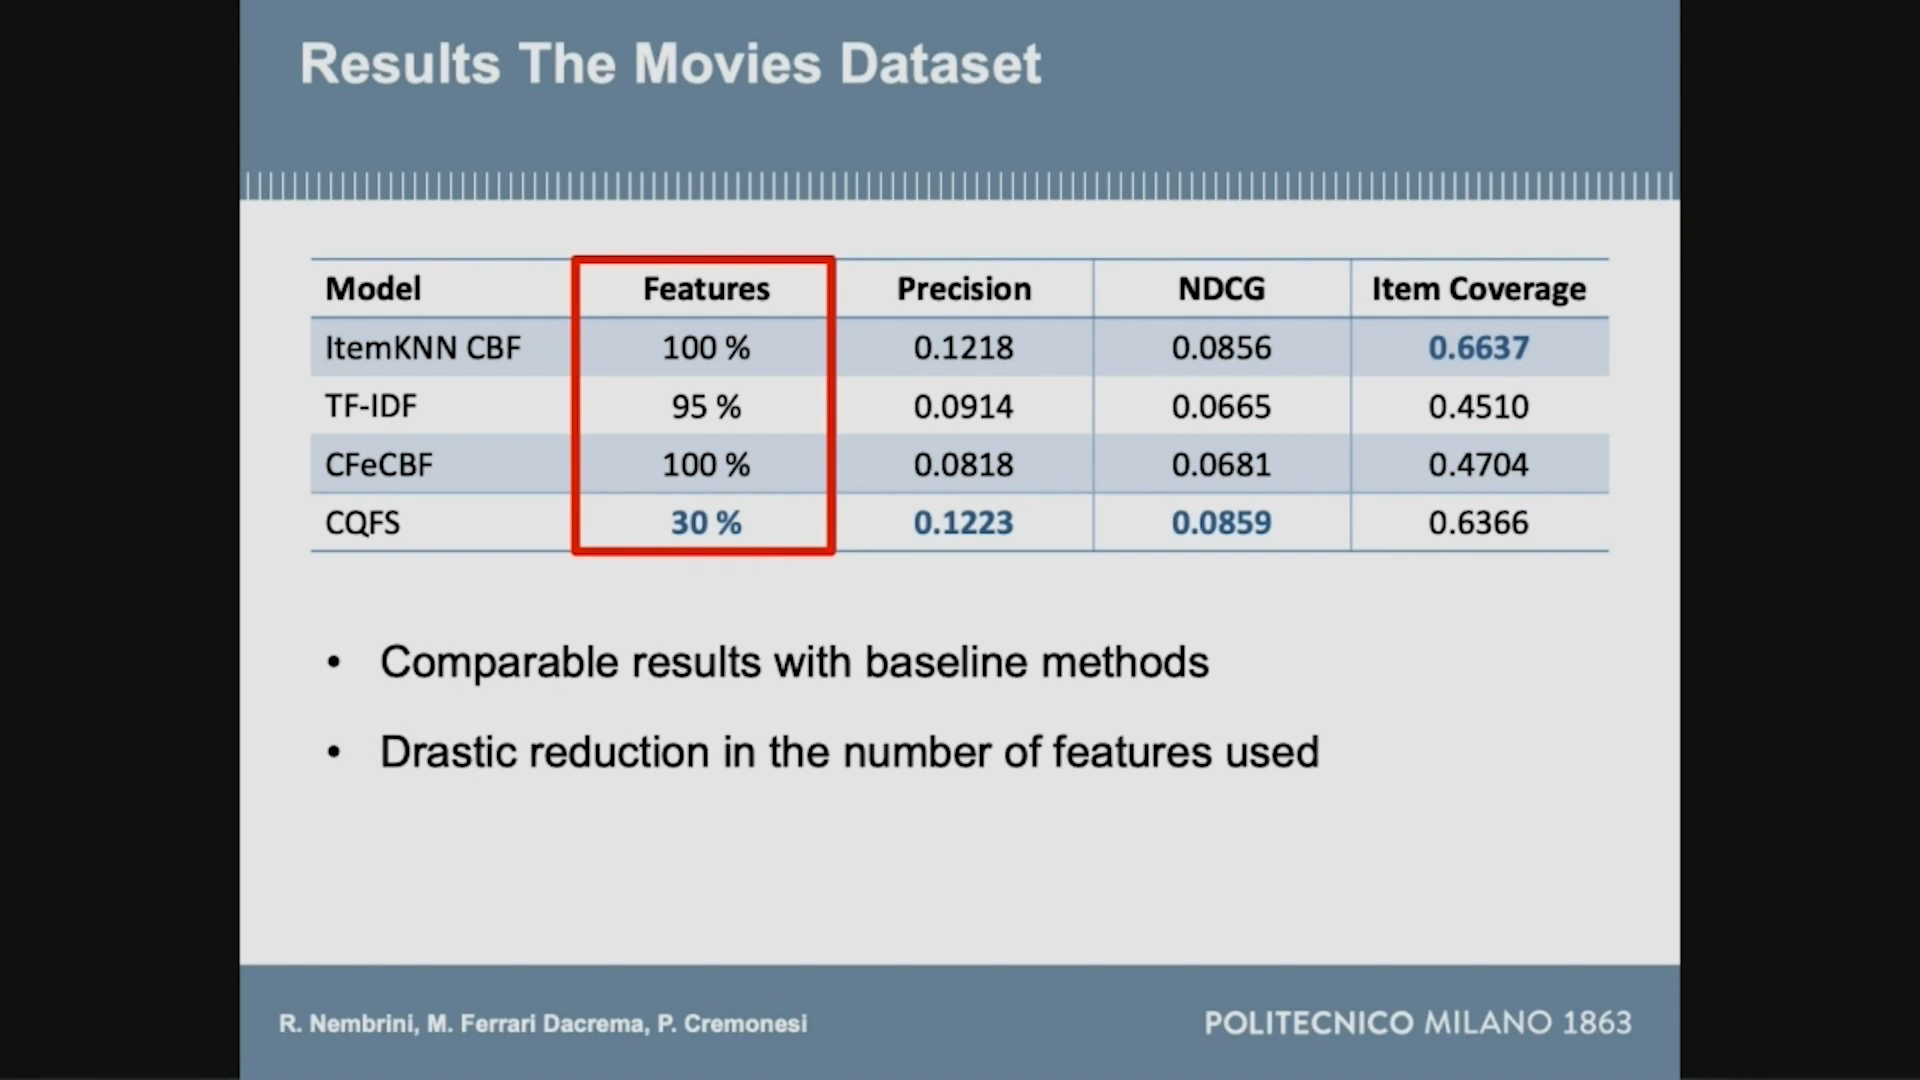 Results The Movies Dataset
Model Features Precision NDCG Item Coverage
ItemKNN CBF 100 % 0.1218 0.0856 0.6637
TF-IDF 95 % 0.0914 0.0665 0.4510
CFeCBF 100 % 0.0818 0.0681 0.4704
CQFS 30 % 0.1223 0.0859 0.6366
• Comparable results with baseline methods
• Drastic reduction in the number of features used
R. Nembrini, M. Ferrari Dacrema, P. Cremonesi
POLITECNICO MILANO 1863